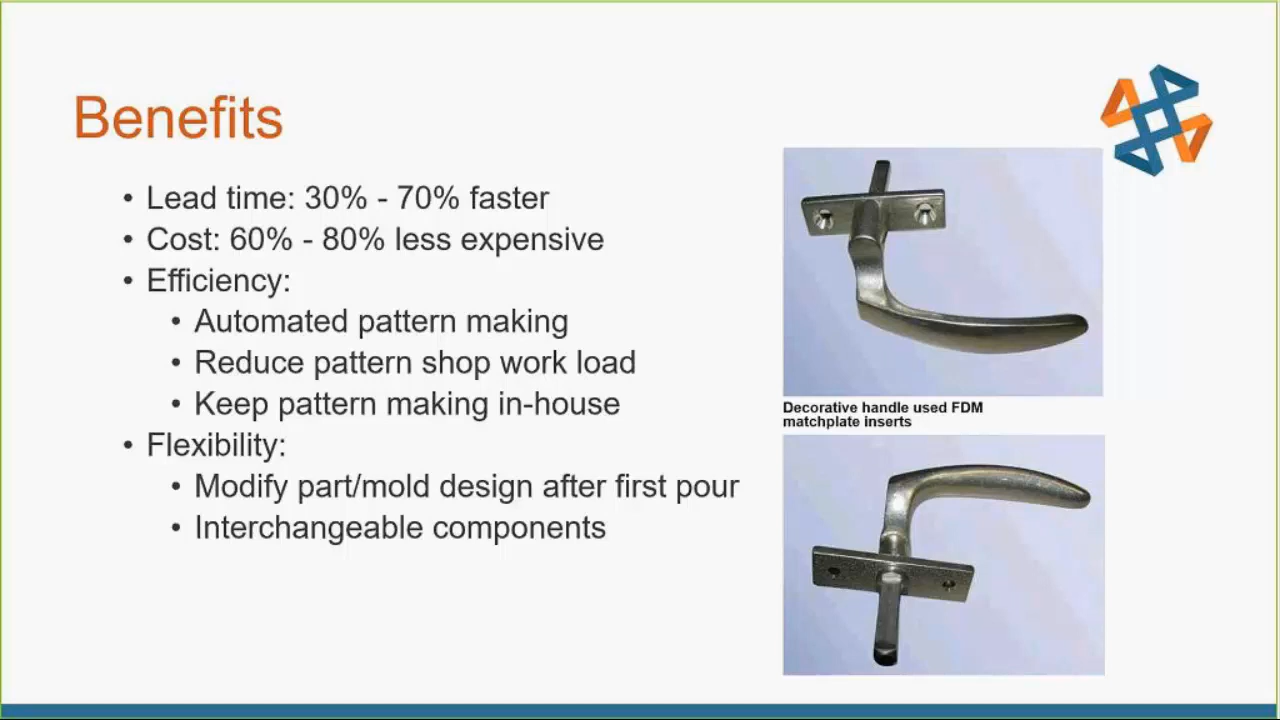 Benefits
• Lead time: 30% - 70% faster
• Cost: 60% - 80% less expensive
• Efficiency:
• Automated pattern making
• Reduce pattern shop work load
• Keep pattern making in-house
• Flexibility:
• Modify part/mold design after first pour
• Interchangeable components
Decorative handle used FDM
matchplate inserts